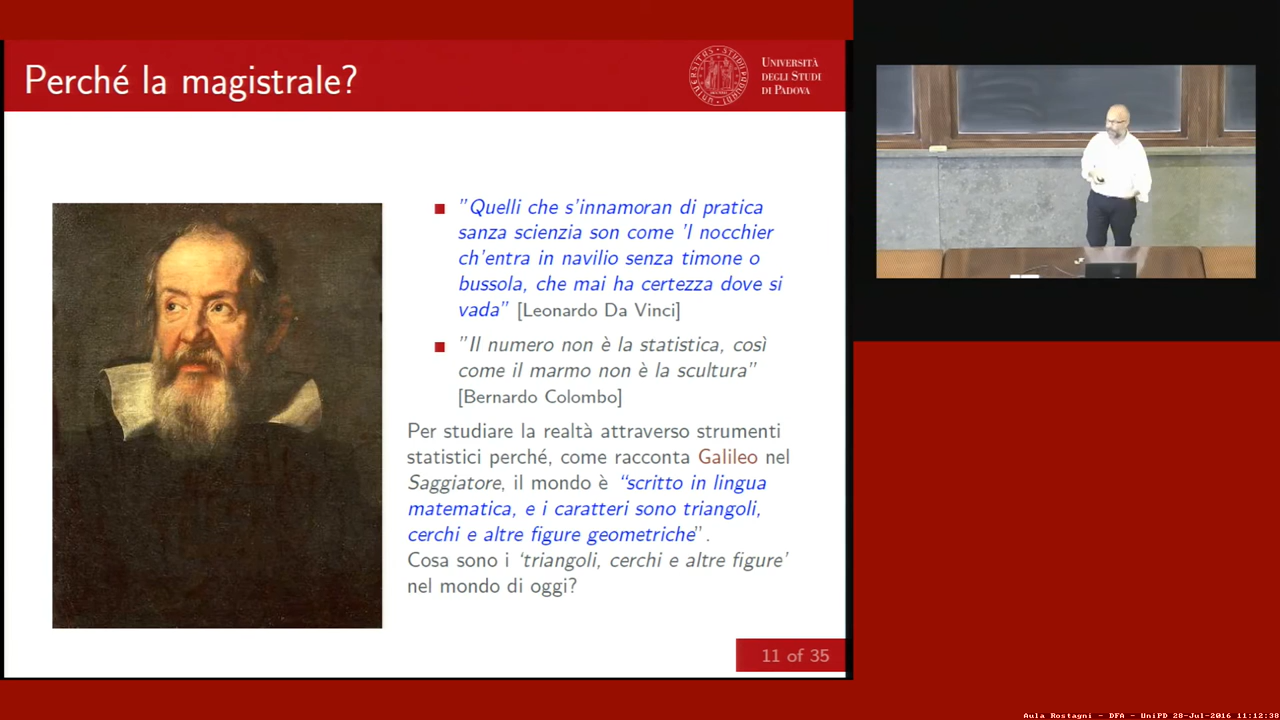 Perché la magistrale?
UNIVERSITÀ
DEGLI STUDI
DI PADOVA
"Quelli che s'innamoran di pratica
sanza scienzia son come 'l nocchier
ch'entra in navilio senza timone o
bussola, che mai ha certezza dove si
vada" [Leonardo Da Vinci]
"Il numero non è la statistica, così
come il marmo non è la scultura"
[Bernardo Colombo]
Per studiare la realtà attraverso strumenti
statistici perché, come racconta Galileo nel
Saggiatore, il mondo è “scritto in lingua
matematica, e i caratteri sono triangoli,
cerchi e altre figure geometriche”.
Cosa sono i ‘triangoli, cerchi e altre figure’
nel mondo di oggi?
11 of 35
Aula Rostagni - DFA - UniPD 28-Jul-2016 11:12:38